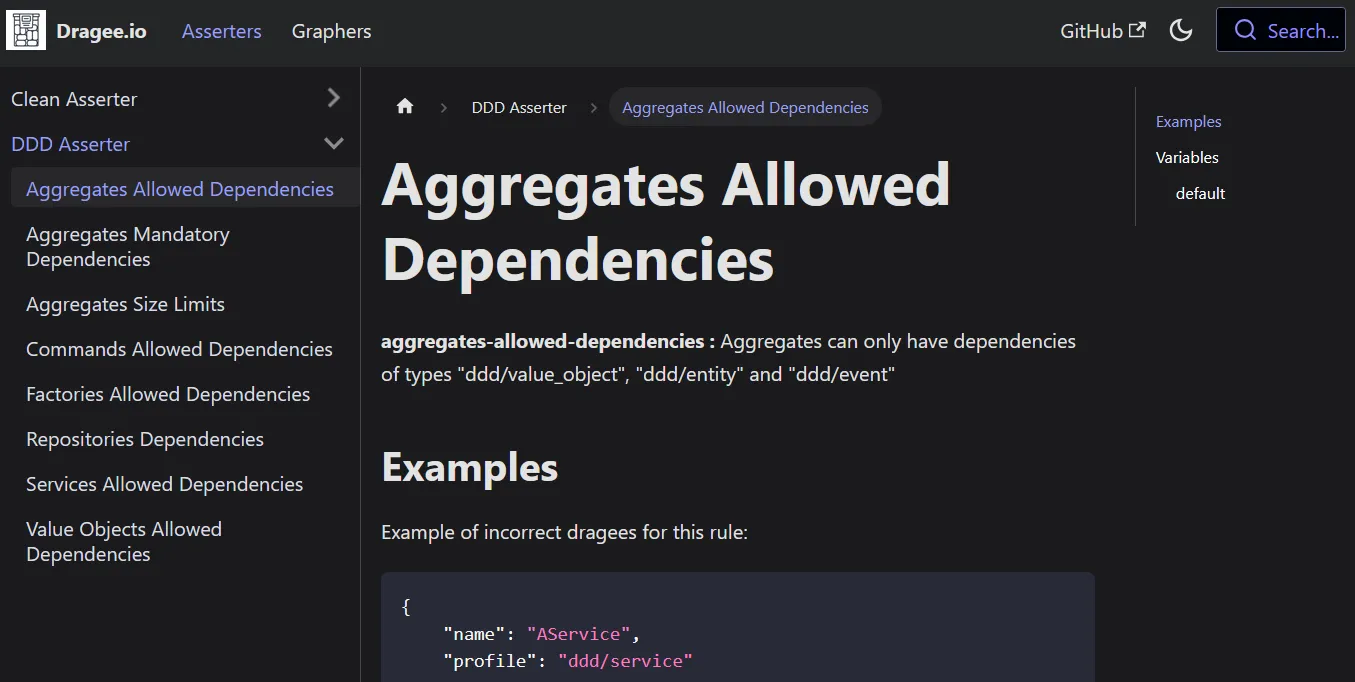 Dragee.io
Asserters
Graphers
GitHub
Search...
Clean Asserter
DDD Asserter
Aggregates Allowed Dependencies
Aggregates Mandatory
Dependencies
Aggregates Size Limits
Commands Allowed Dependencies
Factories Allowed Dependencies
Repositories Dependencies
Services Allowed Dependencies
Value Objects Allowed
Dependencies
DDD Asserter
Aggregates Allowed Dependencies
Aggregates Allowed
Dependencies
aggregates-allowed-dependencies : Aggregates can only have dependencies
of types "ddd/value_object", "ddd/entity" and "ddd/event"
Examples
Example of incorrect dragees for this rule:
{
"name": "AService",
"profile": "ddd/service"
Examples
Variables
default